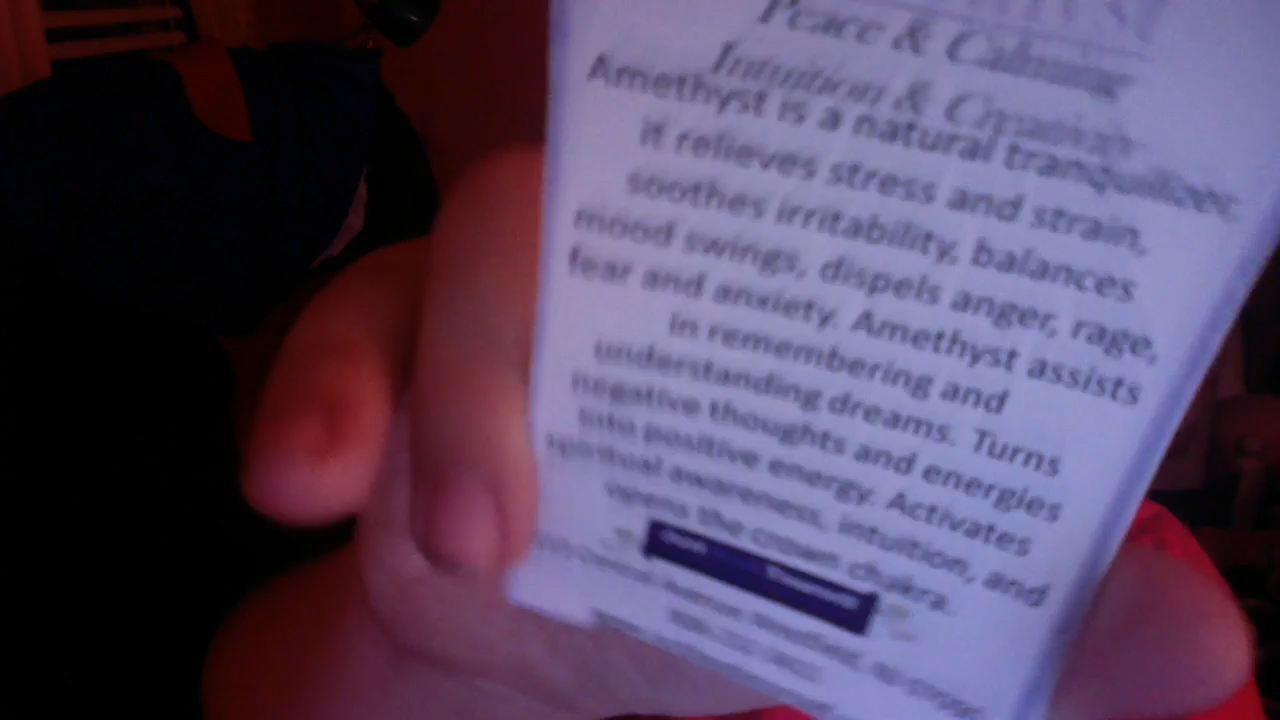 Peace & Calming
Intuition & Creativity
Amethyst is a natural tranquilizer
it relieves stress and strain,
soothes irritability, balances
mood swings, dispels anger, rage,
fear and anxiety. Amethyst assists
in remembering and
understanding dreams. Turns
negative thoughts and energies
into positive energy. Activates
spiritual awareness, intuition, and
opens the crown chakra.